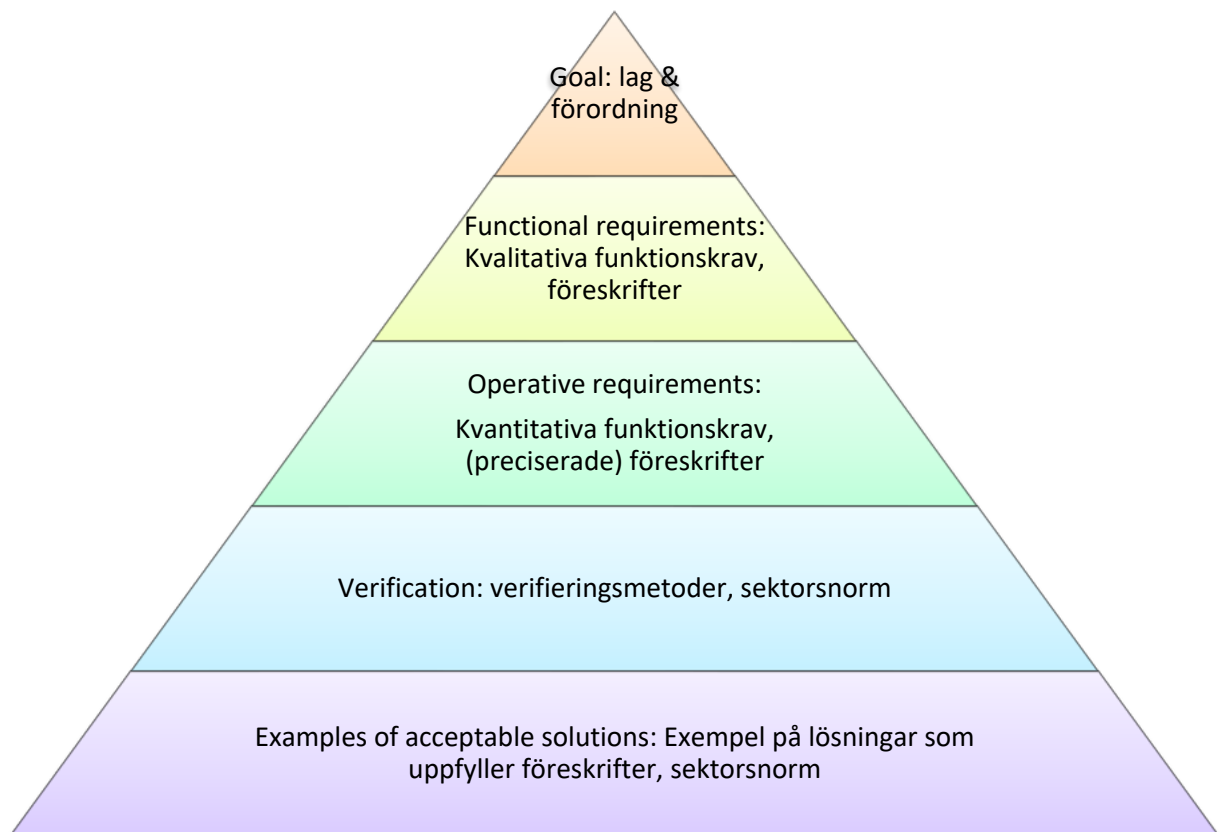 Goal: lag &
förordning
Functional requirements:
Kvalitativa funktionskrav,
föreskrifter
Operative requirements:
Kvantitativa funktionskrav,
(preciserade) föreskrifter
Verification: verifieringsmetoder, sektorsnorm
Examples of acceptable solutions: Exempel på lösningar som
uppfyller föreskrifter, sektorsnorm